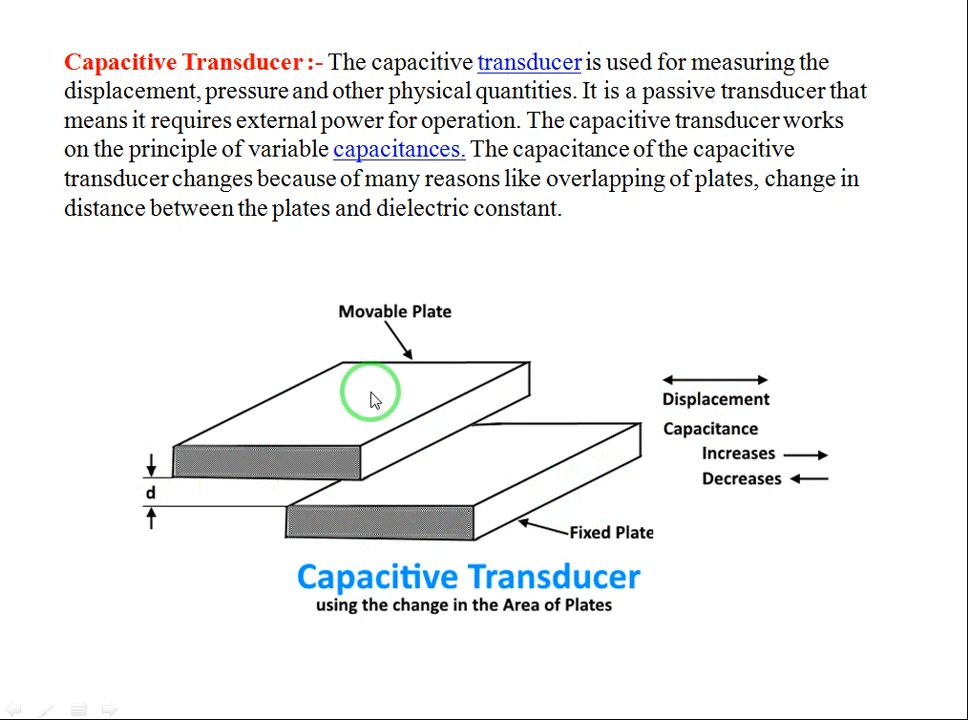 Capacitive Transducer :- The capacitive transducer is used for measuring the
displacement, pressure and other physical quantities. It is a passive transducer that
means it requires external power for operation. The capacitive transducer works
on the principle of variable capacitances. The capacitance of the capacitive
transducer changes because of many reasons like overlapping of plates, change in
distance between the plates and dielectric constant.
Movable Plate
Displacement
Capacitance
Increases
Decreases
d
Fixed Plate
Capacitive Transducer
using the change in the Area of Plates